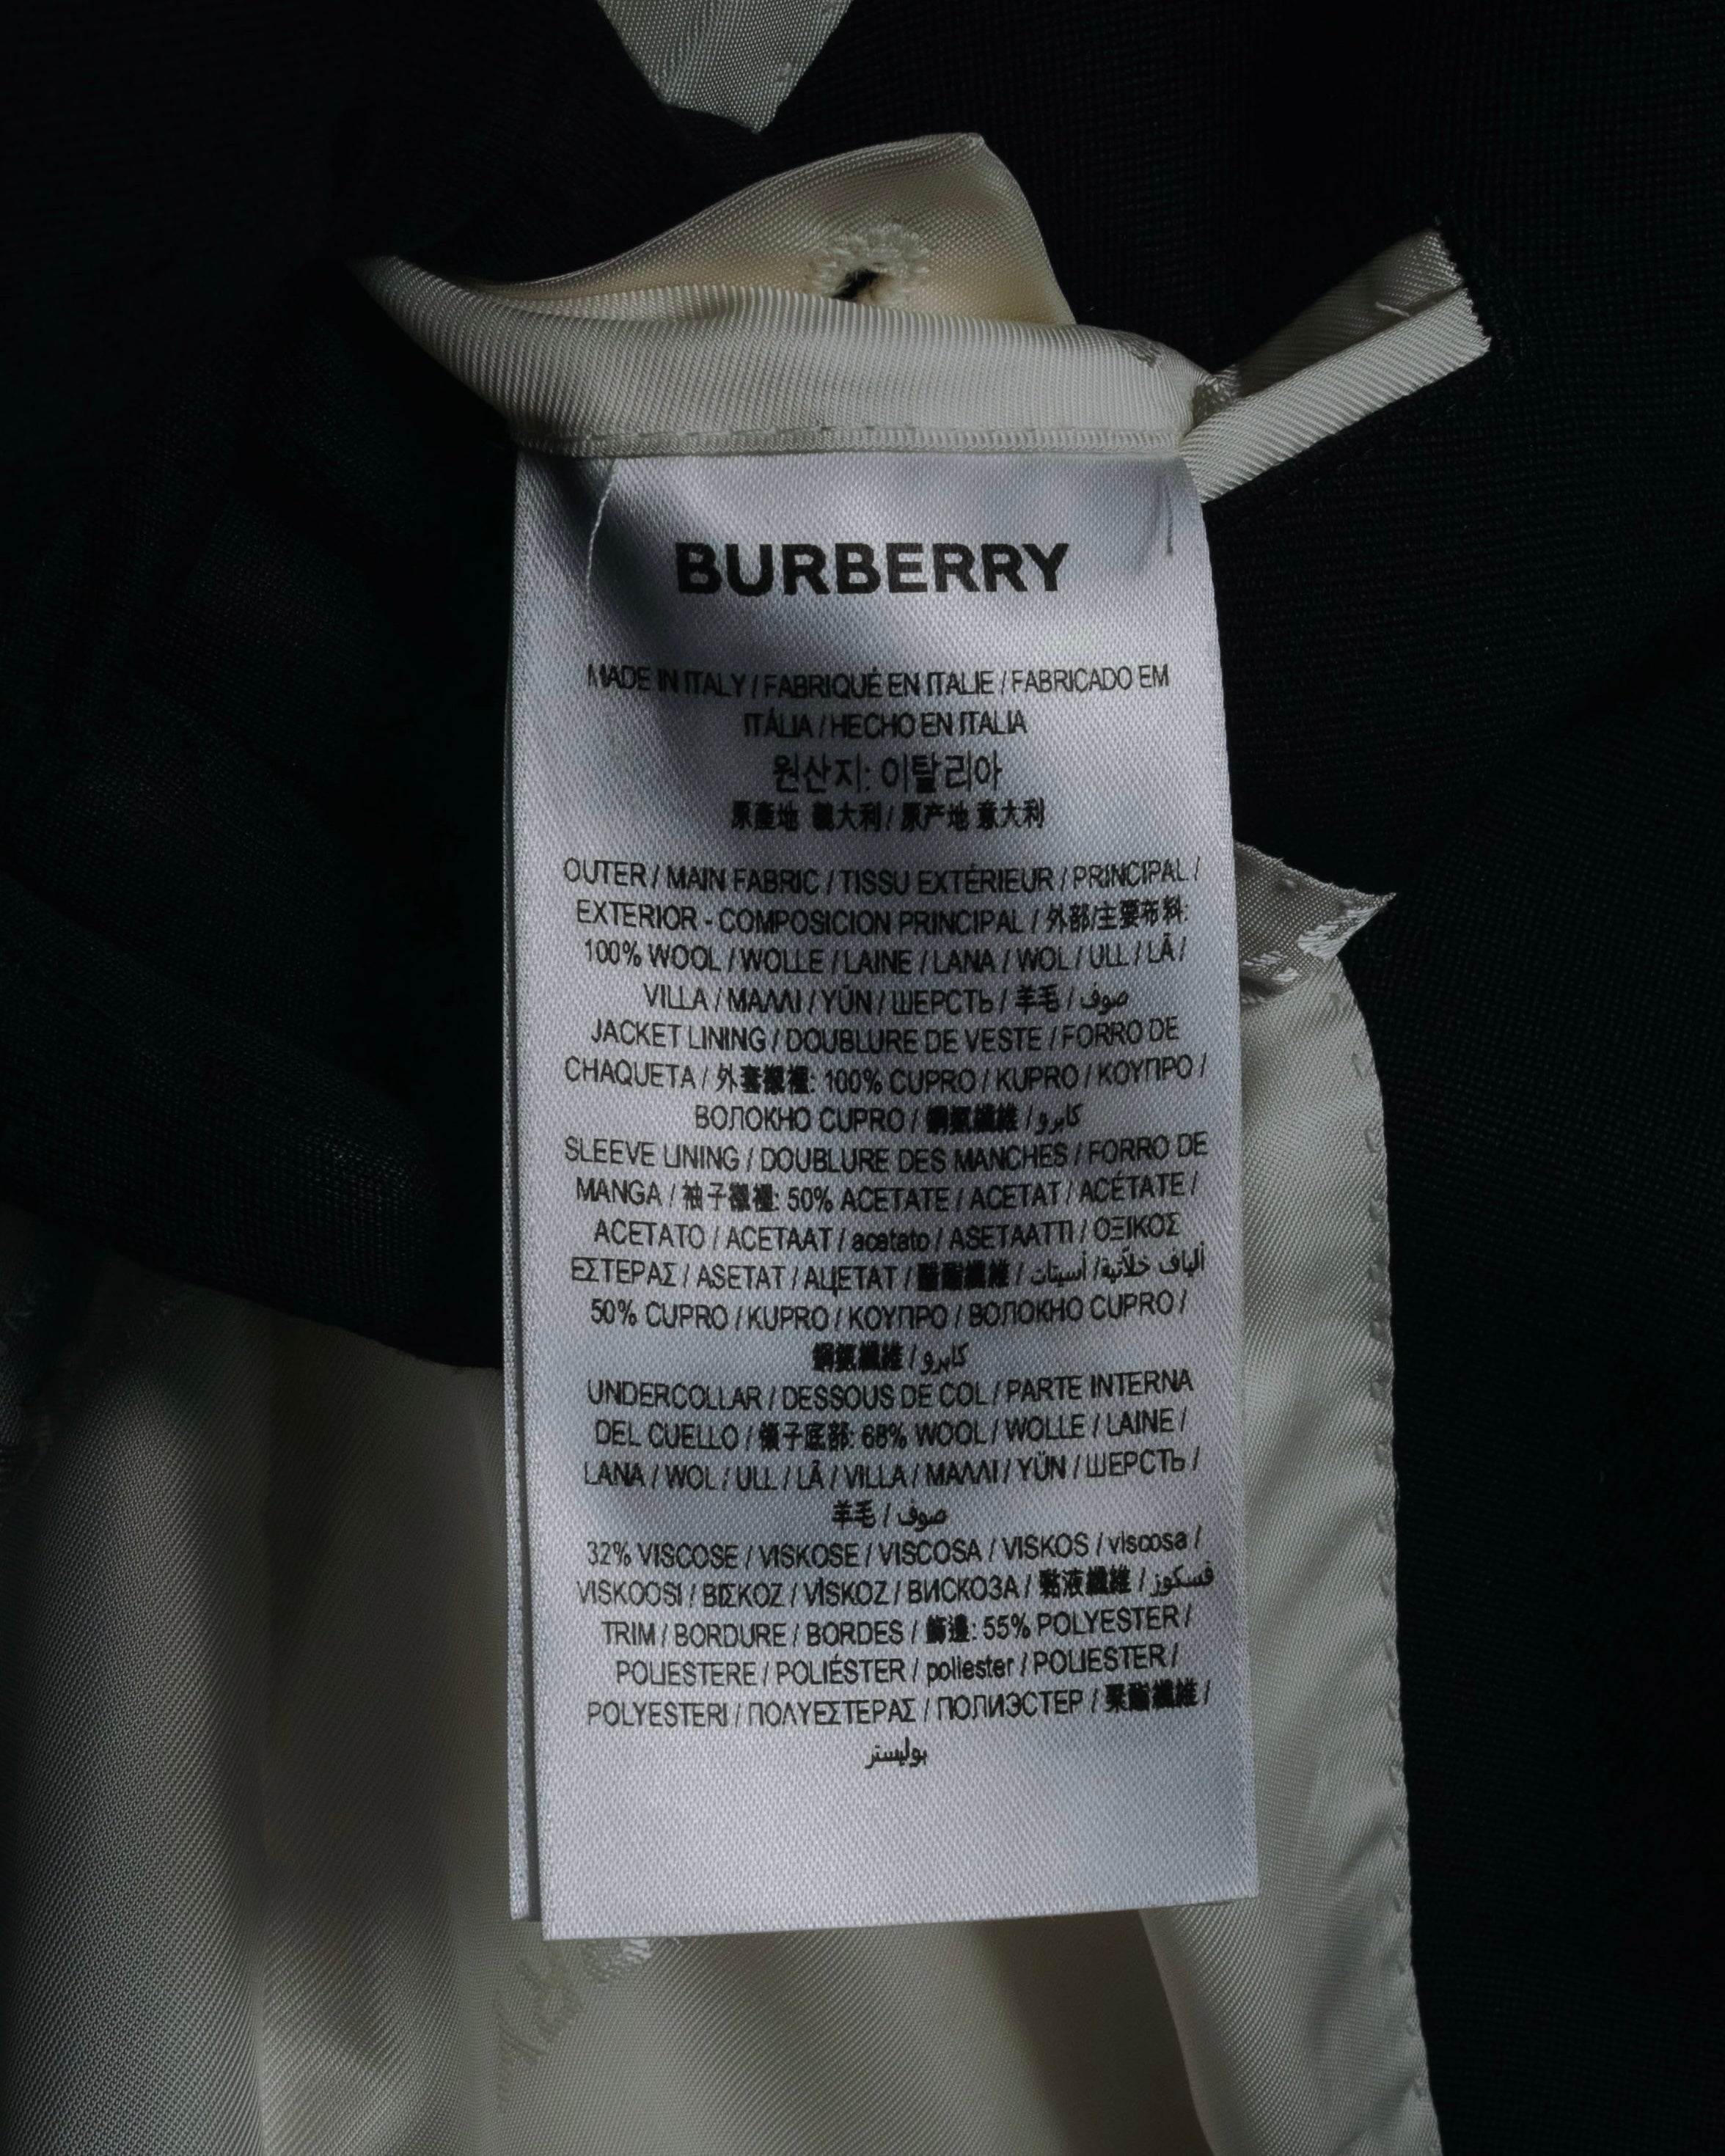 BURBERRY
MADE IN ITALY / FABRIQUÉ EN ITALIE / FABRICADO EM
ITÁLIA / HECHO EN ITALIA
원산지: 이탈리아
原產地 義大利 / 原产地 意大利
OUTER / MAIN FABRIC / TISSU EXTÉRIEUR / PRINCIPAL /
EXTERIOR - COMPOSICION PRINCIPAL / 外部/主要布料:
100% WOOL / WOLLE / LAINE / LANA / WOL / ULL / LÃ /
VILLA / ΜΑΛΛΙ / YÜN / ШЕРСТЬ / 羊毛 / صوف
JACKET LINING / DOUBLURE DE VESTE / FORRO DE
CHAQUETA / 外套襯裡: 100% CUPRO / KUPRO / ΚΟΥΠΡΟ /
ВОЛОКНО CUPRO / 銅氨纖維 / كابرو
SLEEVE LINING / DOUBLURE DES MANCHES / FORRO DE
MANGA / 袖子襯裡: 50% ACETATE / ACETAT / ACÉTATE /
ACETATO / ACETAAT / acetato / ASETAATTI / ΟΞΙΚΟΣ
ΕΣΤΕΡΑΣ / ASETAT / АЦЕТАТ / 醋酯纖維 / ألياف خلاّتية/ أسيتات
50% CUPRO / KUPRO / ΚΟΥΠΡΟ / ВОЛОКНО CUPRO /
銅氨纖維 / كابرو
UNDERCOLLAR / DESSOUS DE COL / PARTE INTERNA
DEL CUELLO / 領子底部: 68% WOOL / WOLLE / LAINE /
LANA / WOL / ULL / LÃ / VILLA / ΜΑΛΛΙ / YÜN / ШЕРСТЬ /
羊毛 / صوف
32% VISCOSE / VISKOSE / VISCOSA / VISKOS / viscosa /
VISKOOSI / ΒΙΣΚΟΖ / VİSKOZ / ВИСКОЗА / 黏液纖維 / فسكوز
TRIM / BORDURE / BORDES / 飾邊: 55% POLYESTER /
POLIESTERE / POLIÉSTER / poliester / POLIESTER /
POLYESTERI / ΠΟΛΥΕΣΤΕΡΑΣ / ПОЛИЭСТЕР / 聚酯纖維 /
بوليستر